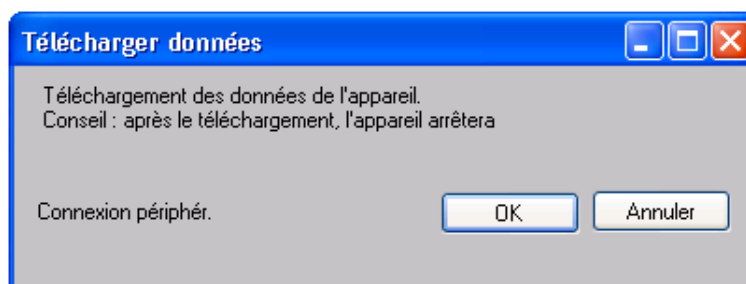 Télécharger données
Téléchargement des données de l'appareil.
Conseil : après le téléchargement, l'appareil arrêtera
Connexion périphér.
OK
Annuler